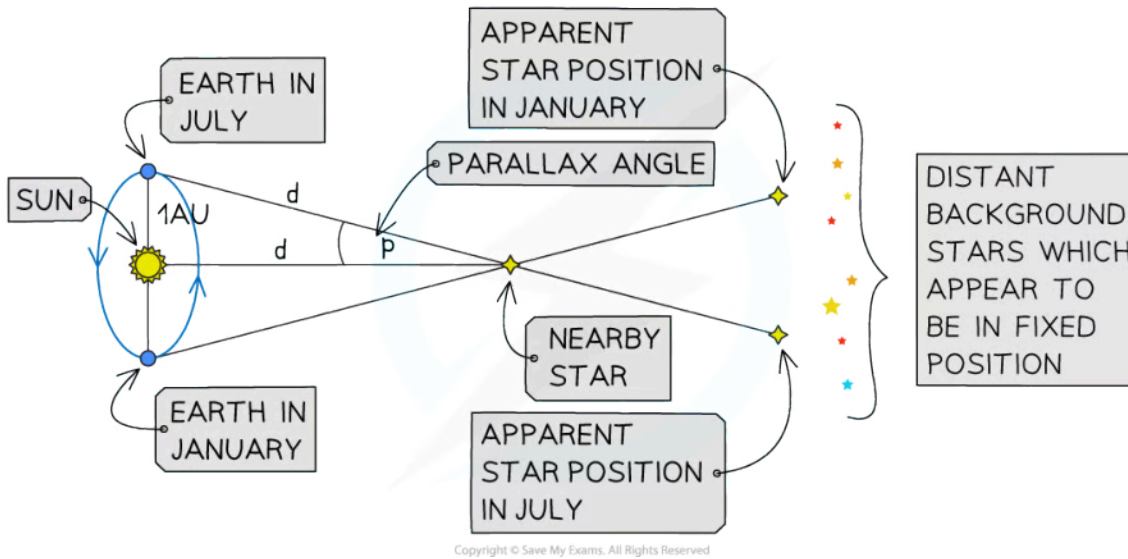 EARTH IN
JULY
SUN
1AU
d
d
p
PARALLAX ANGLE
APPARENT
STAR POSITION
IN JANUARY
DISTANT
BACKGROUND
STARS WHICH
APPEAR TO
BE IN FIXED
POSITION
NEARBY
STAR
EARTH IN
JANUARY
APPARENT
STAR POSITION
IN JULY
Copyright © Save My Exams. All Rights Reserved